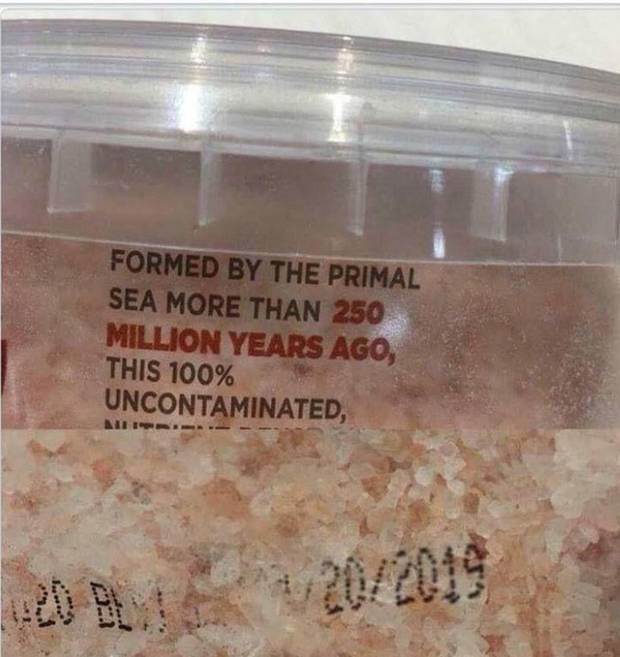 FORMED BY THE PRIMAL
SEA MORE THAN 250
MILLION YEARS AGO,
THIS 100%
UNCONTAMINATED,
/20/2019